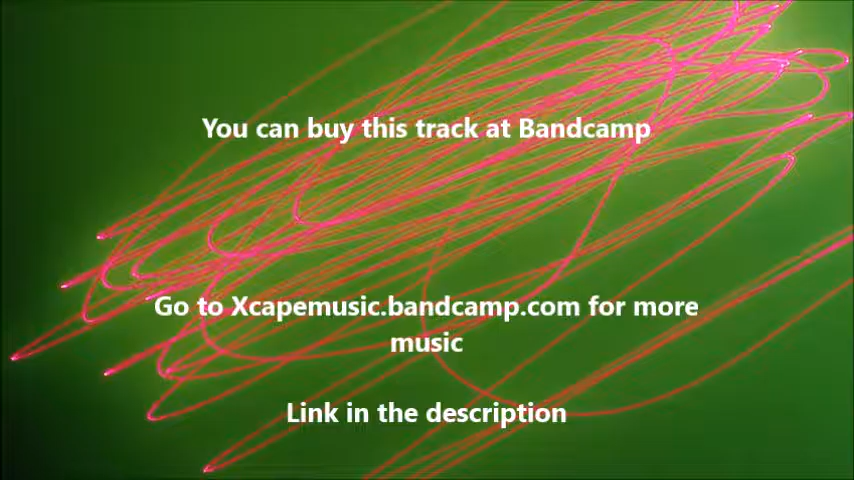 You can buy this track at Bandcamp
Go to Xcapemusic.bandcamp.com for more
music
Link in the description